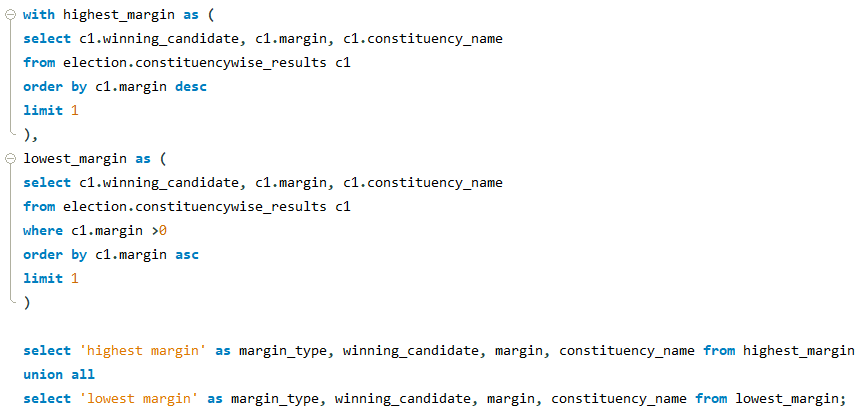 with highest_margin as (
select c1.winning_candidate, c1.margin, c1.constituency_name
from election.constituencywise_results c1
order by c1.margin desc
limit 1
),
lowest_margin as (
select c1.winning_candidate, c1.margin, c1.constituency_name
from election.constituencywise_results c1
where c1.margin >0
order by c1.margin asc
limit 1
)
select 'highest margin' as margin_type, winning_candidate, margin, constituency_name from highest_margin
union all
select 'lowest margin' as margin_type, winning_candidate, margin, constituency_name from lowest_margin;